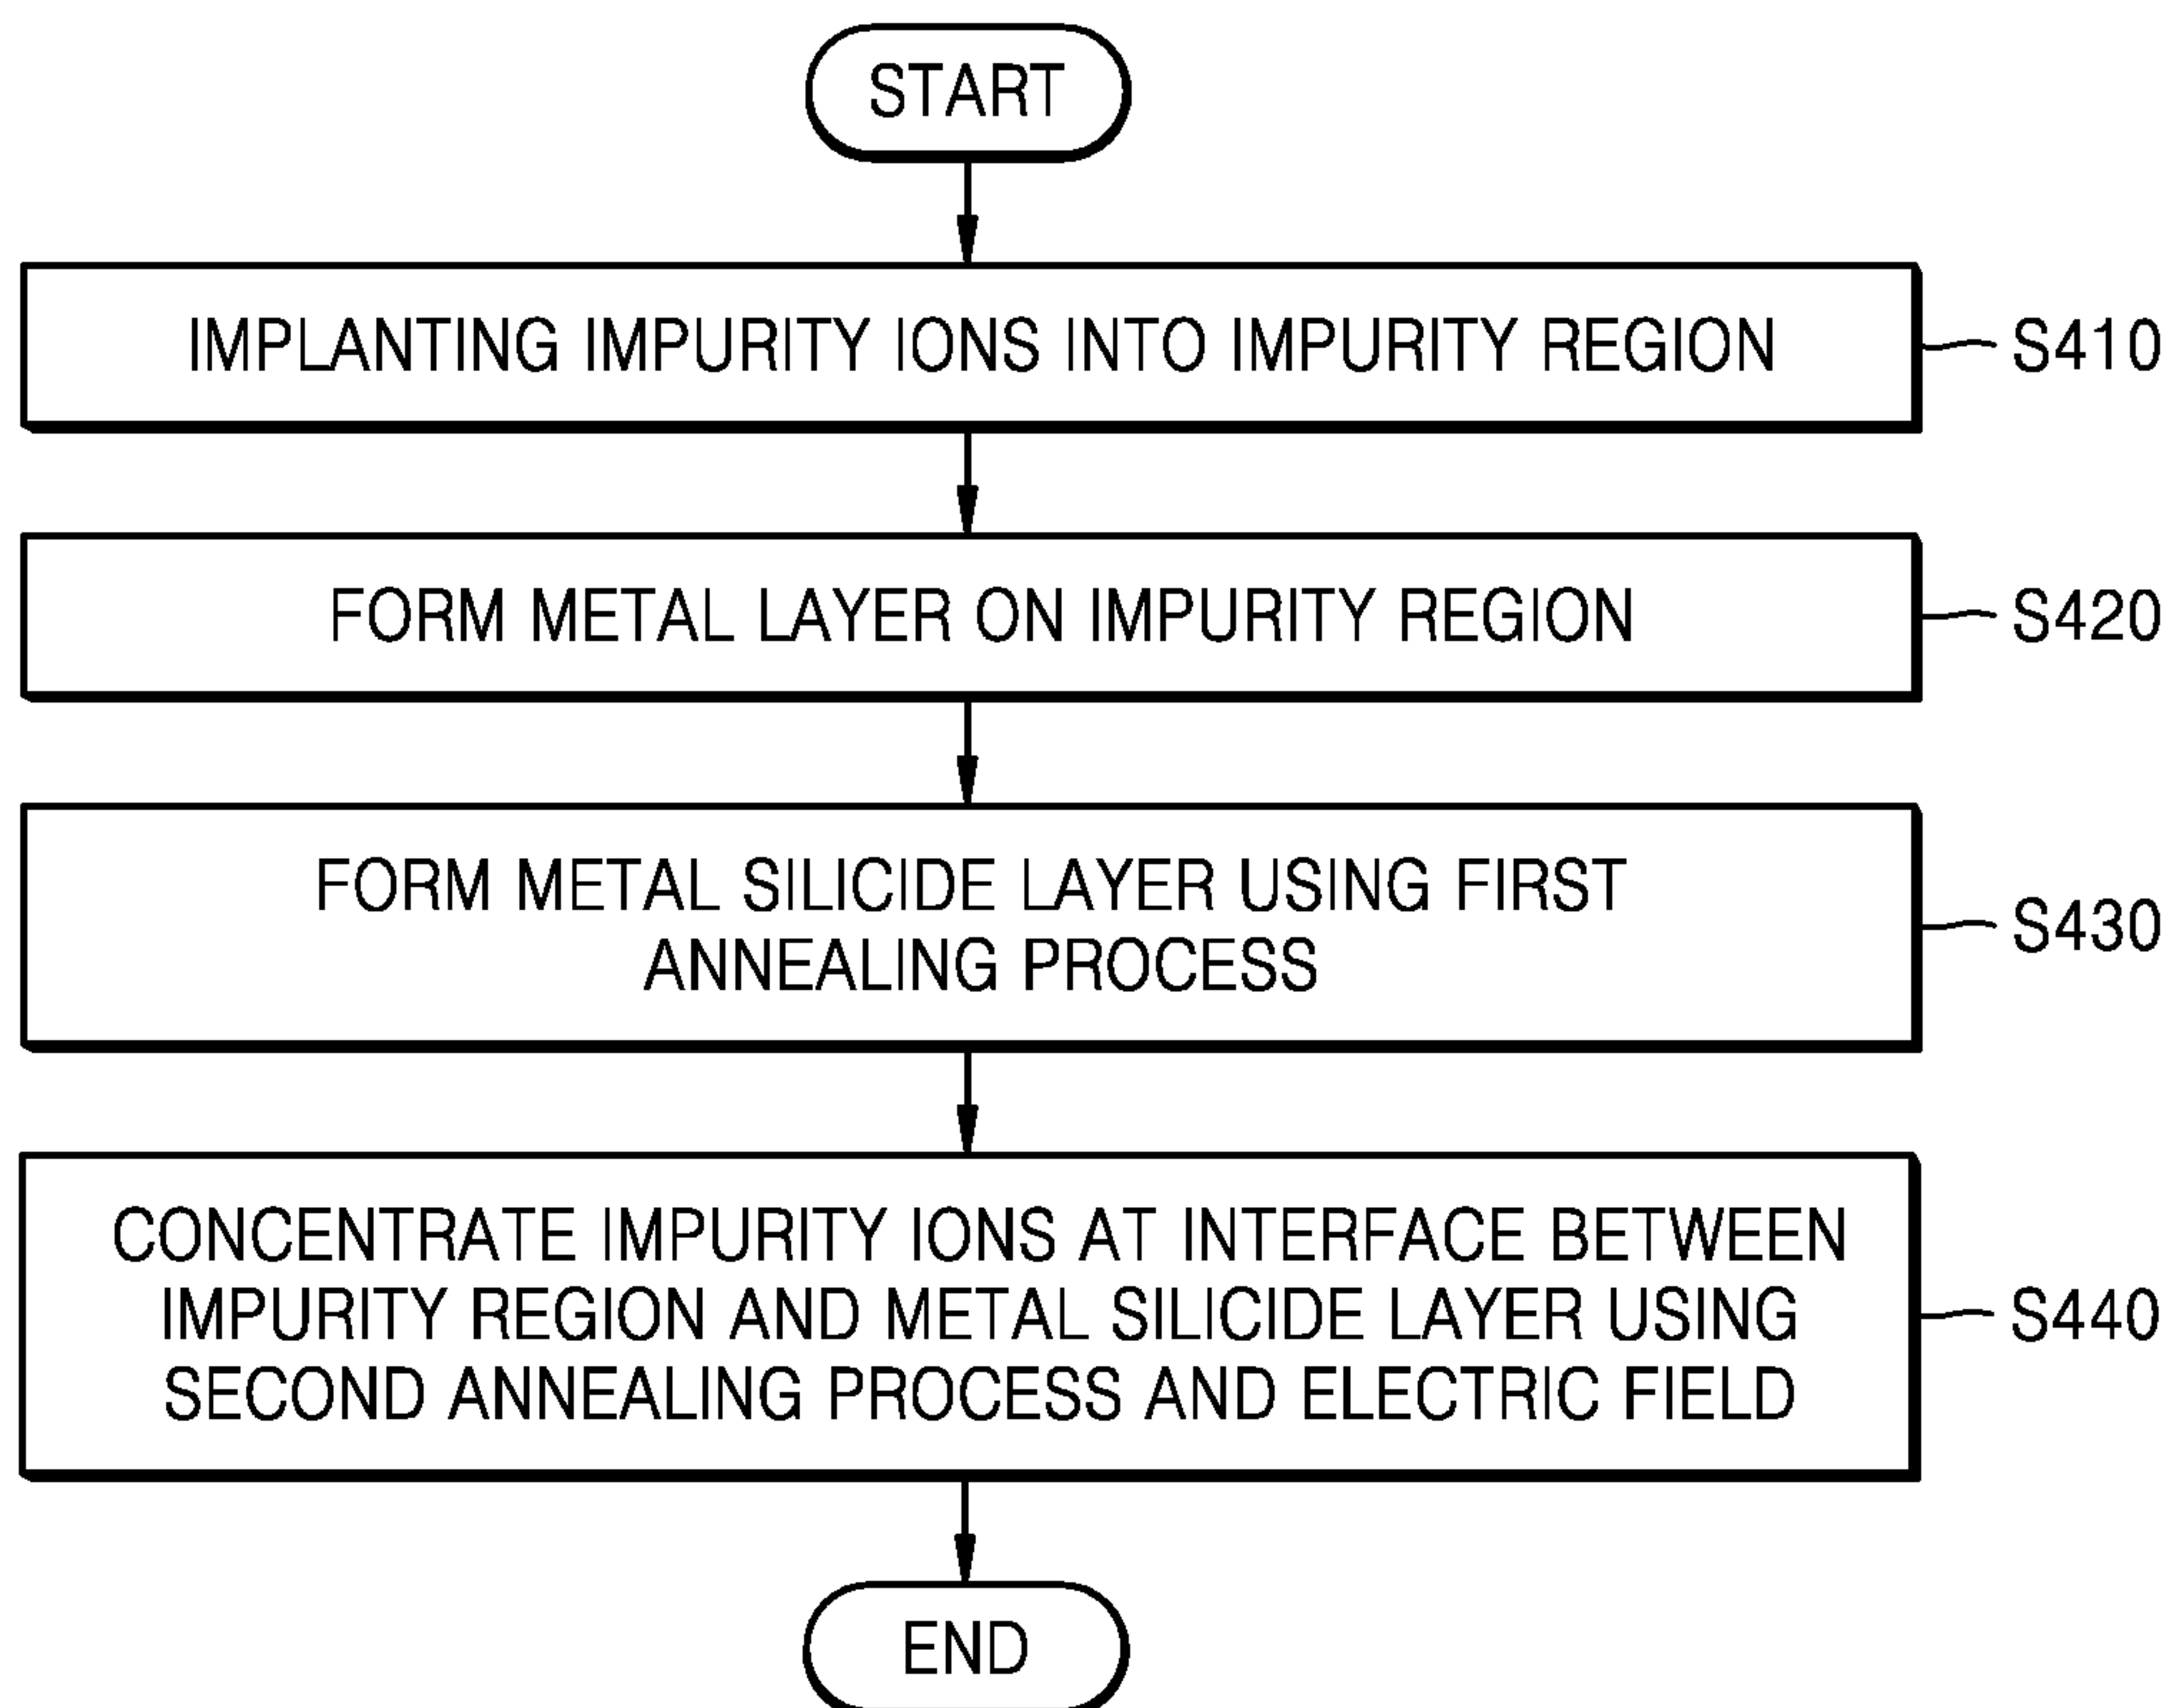 START
IMPLANTING IMPURITY IONS INTO IMPURITY REGION
S410
FORM METAL LAYER ON IMPURITY REGION
S420
FORM METAL SILICIDE LAYER USING FIRST
ANNEALING PROCESS
S430
CONCENTRATE IMPURITY IONS AT INTERFACE BETWEEN
IMPURITY REGION AND METAL SILICIDE LAYER USING
SECOND ANNEALING PROCESS AND ELECTRIC FIELD
S440
END